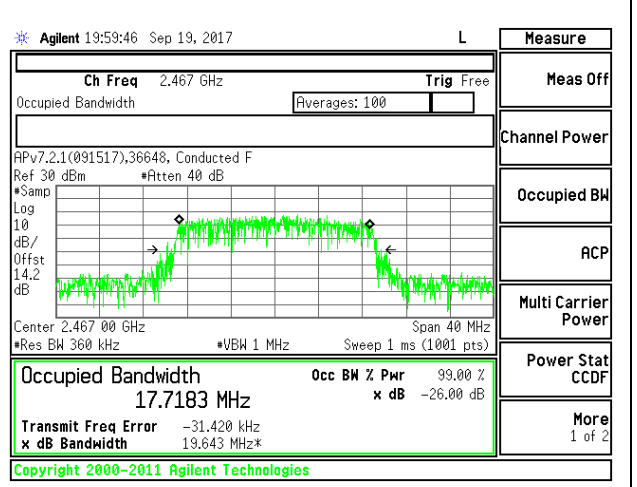 Agilent 19:59:46 Sep 19, 2017 L
Measure
Ch Freq 2.467 GHz Trig Free
Meas Off
Occupied Bandwidth Averages: 100
Channel Power
APv7.2.1(091517),36648, Conducted F
Ref 30 dBm #Atten 40 dB
#Samp
Log
10
dB/
Offst
14.2
dB
Occupied BW
ACP
Multi Carrier
Power
Center 2.467 00 GHz Span 40 MHz
#Res BW 360 kHz #VBW 1 MHz Sweep 1 ms (1001 pts)
Power Stat
CCDF
Occupied Bandwidth Occ BW % Pwr 99.00 %
17.7183 MHz x dB -26.00 dB
Transmit Freq Error -31.420 kHz
x dB Bandwidth 19.643 MHz*
More
1 of 2
Copyright 2000-2011 Agilent Technologies